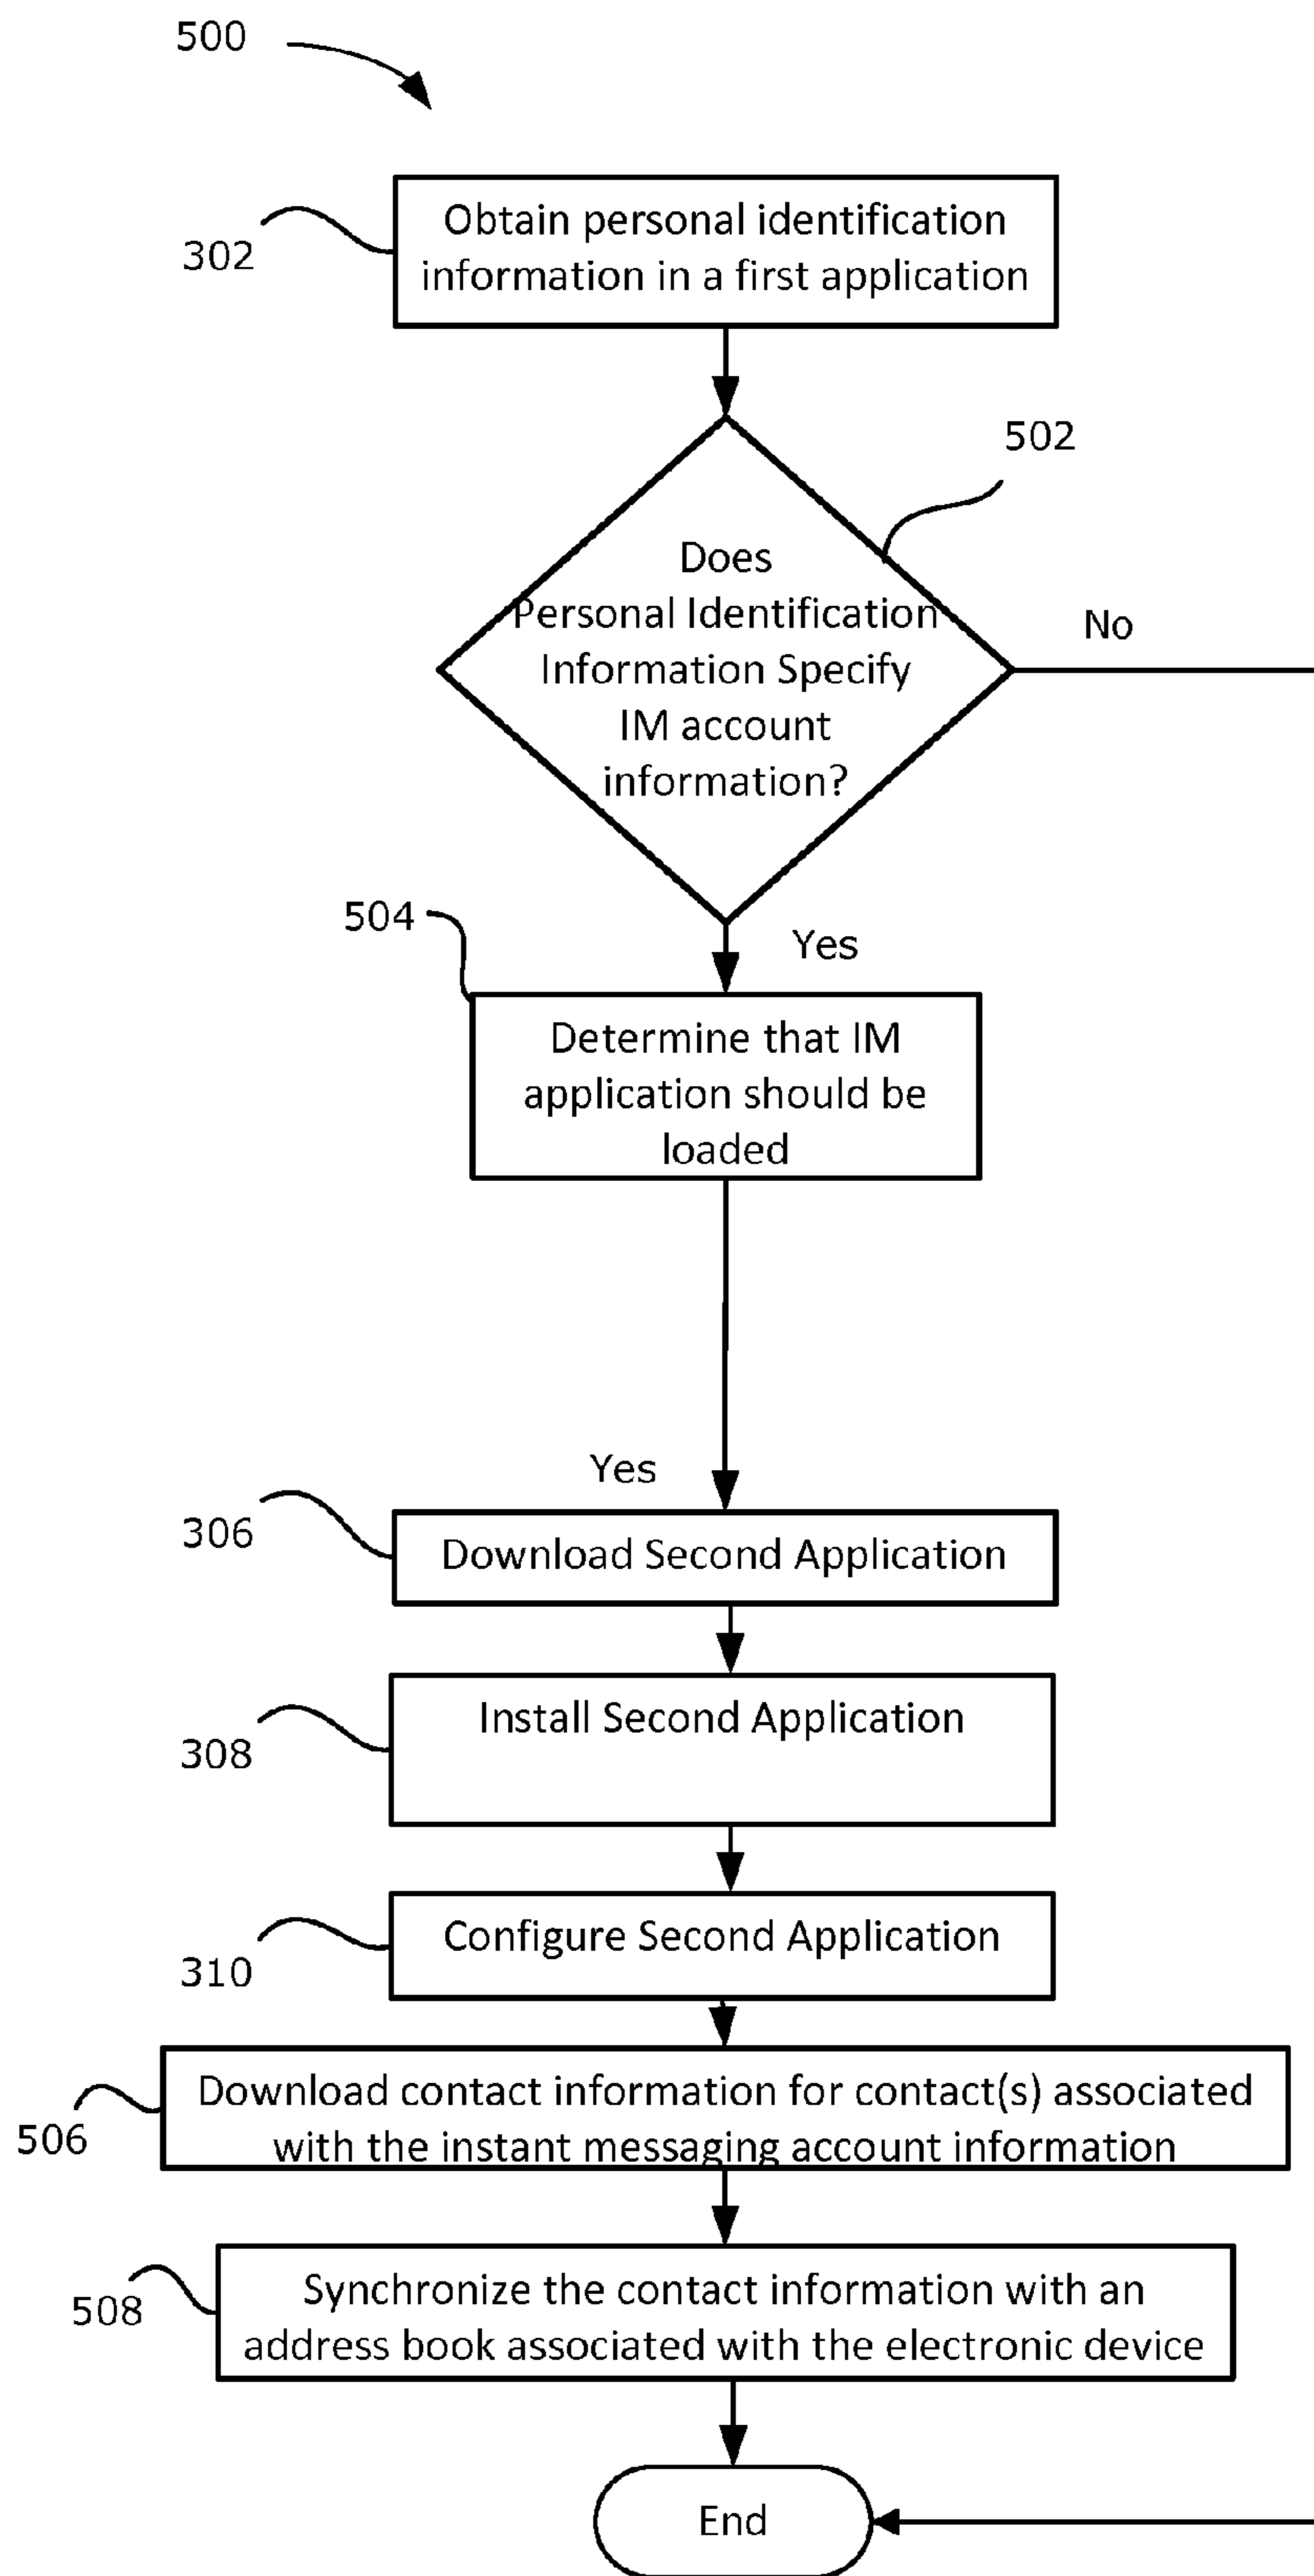 500
302
Obtain personal identification
information in a first application
502
Does
Personal Identification
Information Specify
IM account
information?
No
Yes
504
Determine that IM
application should be
loaded
Yes
306
Download Second Application
308
Install Second Application
310
Configure Second Application
506
Download contact information for contact(s) associated
with the instant messaging account information
508
Synchronize the contact information with an
address book associated with the electronic device
End